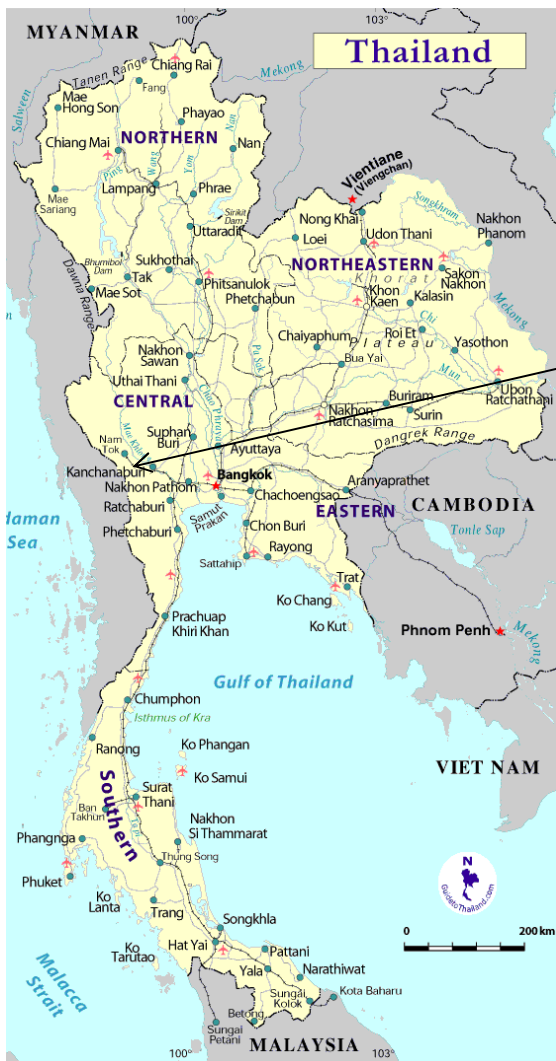 100°
103°
MYANMAR
Thailand
Tanen Range
Chiang Rai
Mekong
Salween
Fang
Mae
Hong Son
Phayao
NORTHERN
Nan
Chiang Mai
Wang
Yom
Nan
Ping
Lampang
Phrae
Mae
Sariang
Vientiane
(Viengchan)
Songkhram
Sirikit
Dam
Nong Khai
Nakhon
Phanom
Uttaradit
Loei
Udon Thani
Bhumibol
Dam
Sukhothai
NORTHEASTERN
Sakon
Nakhon
Dawna Range
Tak
Phitsanulok
Khorat
Mae Sot
Phetchabun
Khon
Kaen
Kalasin
Mekong
Chi
Roi Et
Plateau
Yasothon
Chaiyaphum
Pa Sak
Nakhon
Sawan
Bua Yai
Mun
Uthai Thani
Ubon
Ratchathani
CENTRAL
Chao Phraya
Buriram
Nakhon
Ratchasima
Surin
Mae Khlong
Suphan
Buri
Nam
Tok
Ayuttaya
Dangrek Range
Kanchanaburi
Bangkok
Nakhon Pathom
Aranyaprathet
Chachoengsao
CAMBODIA
Ratchaburi
Samut
Prakan
EASTERN
daman
Sea
Phetchaburi
Chon Buri
Tonle Sap
Rayong
Sattahip
Trat
Ko Chang
Prachuap
Khiri Khan
Ko Kut
Phnom Penh
Mekong
Gulf of Thailand
Chumphon
Isthmus of Kra
Ranong
Ko Phangan
VIET NAM
Southern
Ko Samui
Surat
Thani
Ban
Takhun
Tapi
Nakhon
Si Thammarat
Phangnga
Thung Song
N
GuidetoThailand.com
Phuket
Ko
Lanta
Trang
Songkhla
0
200 km
Hat Yai
Ko
Tarutao
Pattani
Malacca
Strait
Yala
Narathiwat
Sungai
Kolok
Kota Baharu
Betong
Sungai
Petani
MALAYSIA
100°
103°